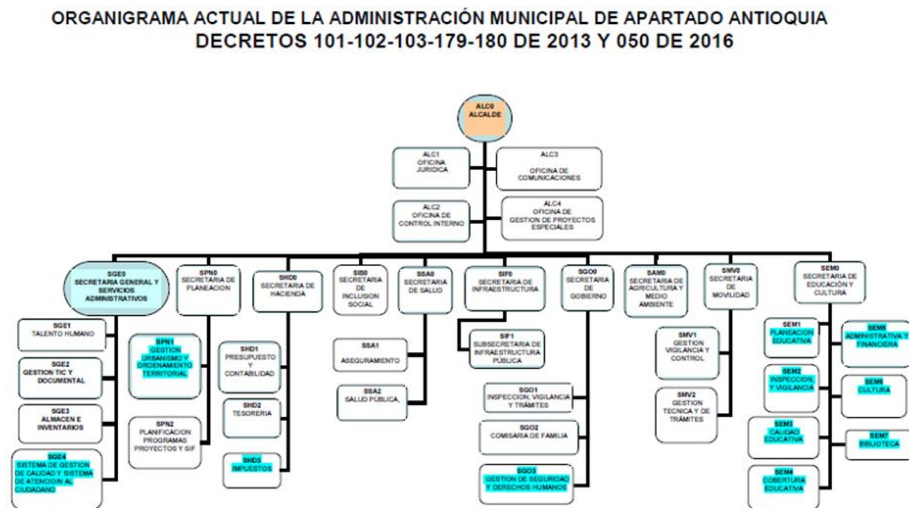 ORGANIGRAMA ACTUAL DE LA ADMINISTRACIÓN MUNICIPAL DE APARTADO ANTIOQUIA
DECRETOS 101-102-103-179-180 DE 2013 Y 050 DE 2016
ALC0
ALCALDE
ALC1
OFICINA
JURIDICA
ALC3
OFICINA DE
COMUNICACIONES
ALC2
OFICINA DE
CONTROL INTERNO
ALC4
OFICINA DE
GESTION DE PROYECTOS
ESPECIALES
SGE0
SECRETARIA GENERAL Y
SERVICIOS
ADMINISTRATIVOS
SPN0
SECRETARIA DE
PLANEACION
SHD0
SECRETARIA DE
HACIENDA
SIS0
SECRETARIA
DE
INCLUSION
SOCIAL
SSA0
SECRETARIA
DE SALUD
SIF0
SECRETARIA DE
INFRAESTRUCTURA
SGO0
SECRETARIA DE
GOBIERNO
SAM0
SECRETARIA DE
AGRICULTURA Y
MEDIO
AMBIENTE
SMV0
SECRETARIA
DE
MOVILIDAD
SEM0
SECRETARIA DE
EDUCACIÓN Y
CULTURA
SGE1
TALENTO HUMANO
SGE2
GESTION TIC Y
DOCUMENTAL
SGE3
ALMACEN E
INVENTARIOS
SGE4
SISTEMA DE GESTION
DE CALIDAD Y SISTEMA
DE ATENCION AL
CIUDADANO
SPN1
GESTION
URBANISMO Y
ORDENAMIENTO
TERRITORIAL
SPN2
PLANIFICACION
PROGRAMAS
PROYECTOS Y SIF
SHD1
PRESUPUESTO
Y
CONTABILIDAD
SHD2
TESORERIA
SHD3
IMPUESTOS
SSA1
ASEGURAMIENTO
SSA2
SALUD PÚBLICA,
SIF1
SUBSECRETARIA DE
INFRAESTRUCTURA
PÚBLICA
SGO1
INSPECCION, VIGILANCIA
Y TRÁMITES
SGO2
COMISARIA DE FAMILIA
SGO3
GESTION DE SEGURIDAD
Y DERECHOS HUMANOS
SMV1
GESTION
VIGILANCIA Y
CONTROL
SMV2
GESTION
TECNICA Y DE
TRÁMITES
SEM1
PLANEACION
EDUCATIVA
SEM2
INSPECCION,
Y VIGILANCIA
SEM3
CALIDAD
EDUCATIVA
SEM4
COBERTURA
EDUCATIVA
SEM5
ADMINISTRATIVA Y
FINANCIERA
SEM6
CULTURA
SEM7
BIBLIOTECA